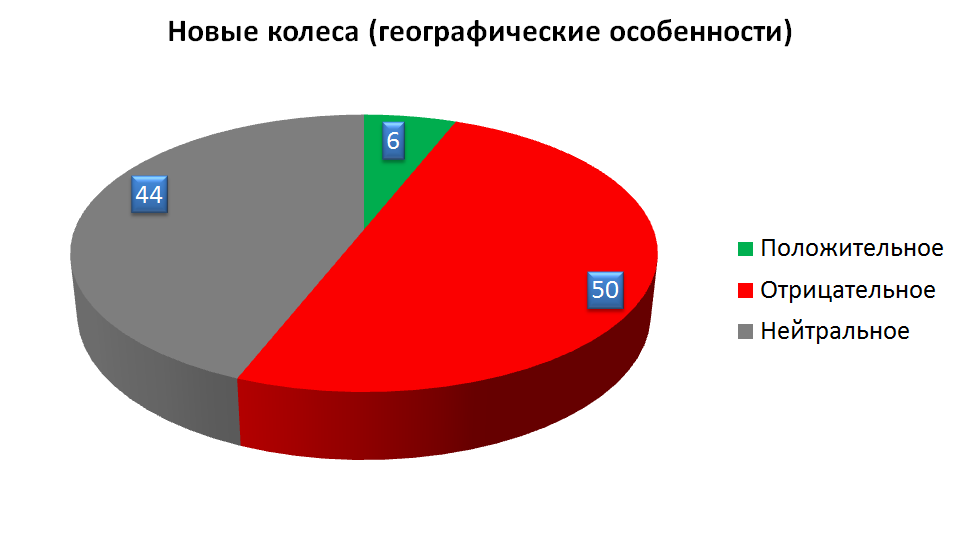 Новые колеса (географические особенности)
6
44
50
Положительное
Отрицательное
Нейтральное